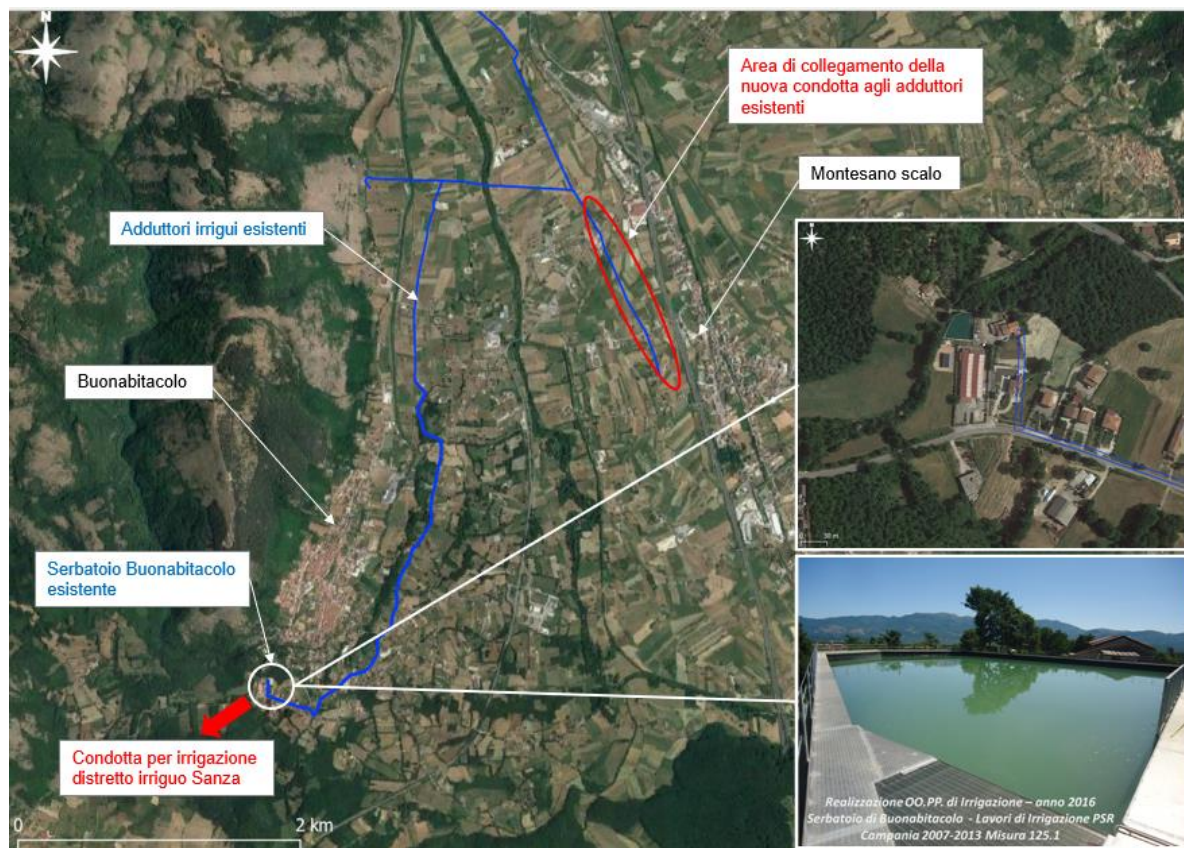 N
Area di collegamento della
nuova condotta agli adduttori
esistenti
Montesano scalo
Adduttori irrigui esistenti
Buonabitacolo
Serbatoio Buonabitacolo
esistente
Condotta per irrigazione
distretto irriguo Sanza
0 2 km
0 30 m
Realizzazione OO.PP. di Irrigazione – anno 2016
Serbatoio di Buonabitacolo - Lavori di Irrigazione PSR
Campania 2007-2013 Misura 125.1